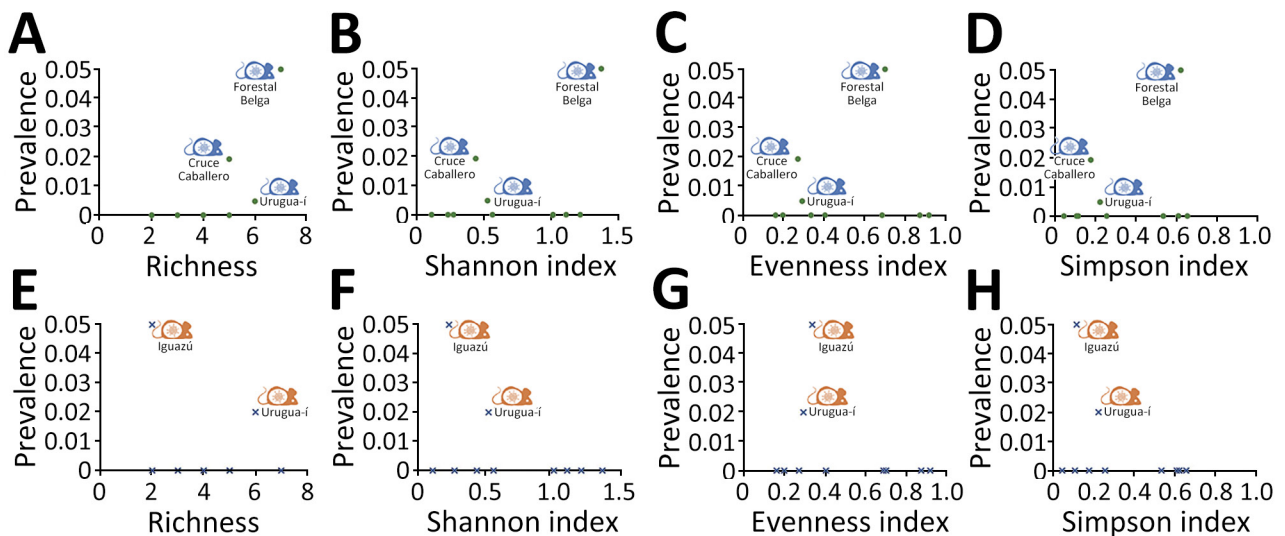 A
Prevalence
0.05
0.04
0.03
0.02
0.01
0
Forestal
Belga
Cruce
Caballero
Urugua-í
0 2 4 6 8
Richness
B
Prevalence
0.05
0.04
0.03
0.02
0.01
0
Forestal
Belga
Cruce
Caballero
Urugua-í
0 0.5 1.0 1.5
Shannon index
C
Prevalence
0.05
0.04
0.03
0.02
0.01
0
Forestal
Belga
Cruce
Caballero
Urugua-í
0 0.2 0.4 0.6 0.8 1.0
Evenness index
D
Prevalence
0.05
0.04
0.03
0.02
0.01
0
Forestal
Belga
Cruce
Caballero
Urugua-í
0 0.2 0.4 0.6 0.8 1.0
Simpson index
E
Prevalence
0.05
0.04
0.03
0.02
0.01
0
Iguazú
Urugua-í
0 2 4 6 8
Richness
F
Prevalence
0.05
0.04
0.03
0.02
0.01
0
Iguazú
Urugua-í
0 0.5 1.0 1.5
Shannon index
G
Prevalence
0.05
0.04
0.03
0.02
0.01
0
Iguazú
Urugua-í
0 0.2 0.4 0.6 0.8 1.0
Evenness index
H
Prevalence
0.05
0.04
0.03
0.02
0.01
0
Iguazú
Urugua-í
0 0.2 0.4 0.6 0.8 1.0
Simpson index